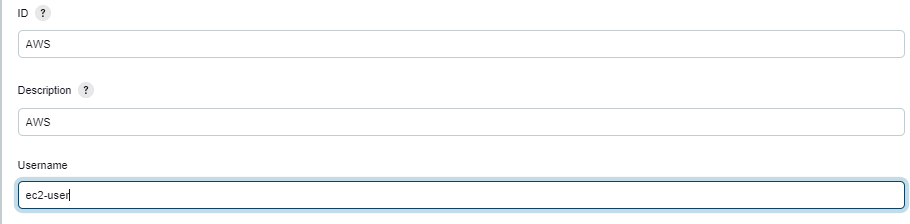 ID ?
AWS
Description ?
AWS
Username
ec2-user